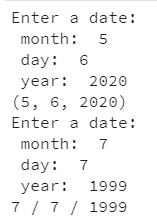 Enter a date:
month: 5
day: 6
year: 2020
(5, 6, 2020)
Enter a date:
month: 7
day: 7
year: 1999
7 / 7 / 1999